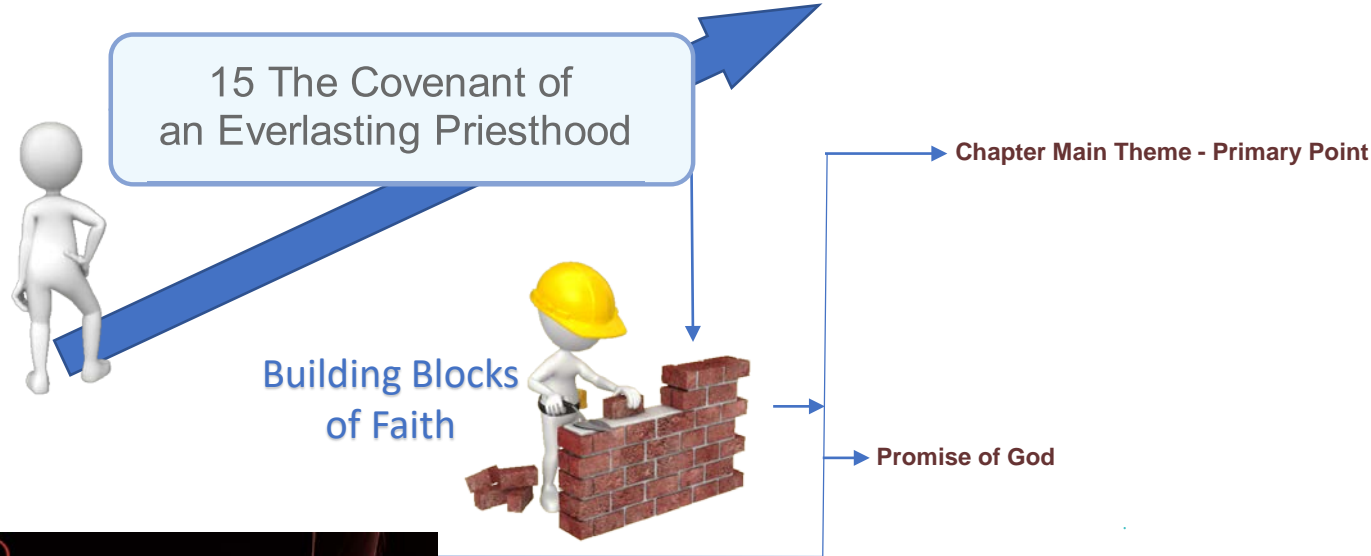 15 The Covenant of
an Everlasting Priesthood
Chapter Main Theme - Primary Point
Building Blocks
of Faith
Promise of God